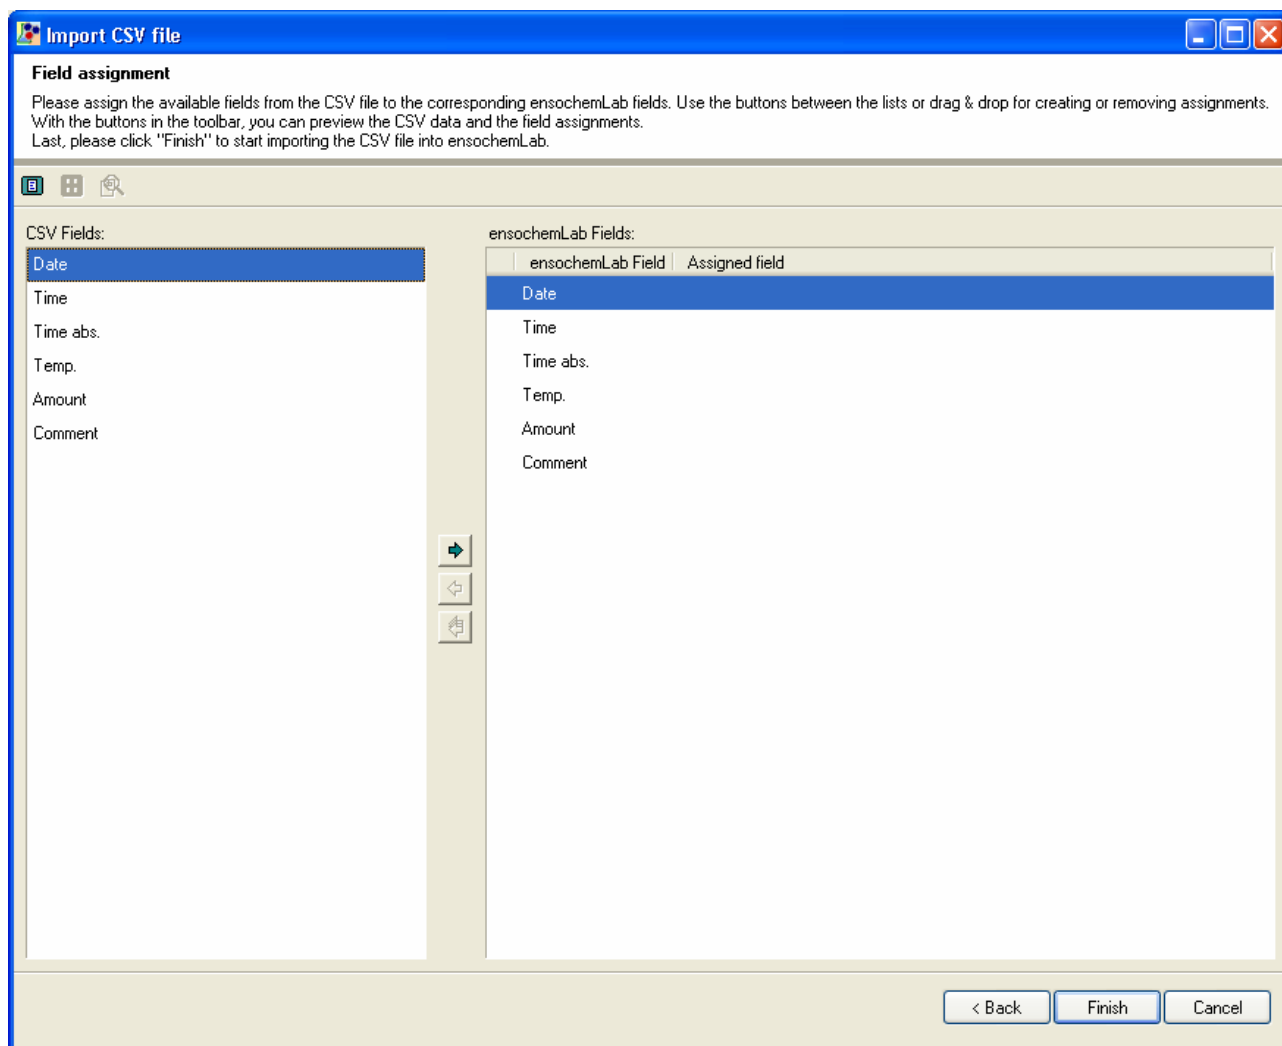 Import CSV file
Field assignment
Please assign the available fields from the CSV file to the corresponding ensochemLab fields. Use the buttons between the lists or drag & drop for creating or removing assignments.
With the buttons in the toolbar, you can preview the CSV data and the field assignments.
Last, please click "Finish" to start importing the CSV file into ensochemLab.
CSV Fields:
Date
Time
Time abs.
Temp.
Amount
Comment
ensochemLab Fields:
ensochemLab Field Assigned field
Date
Time
Time abs.
Temp.
Amount
Comment
< Back Finish Cancel